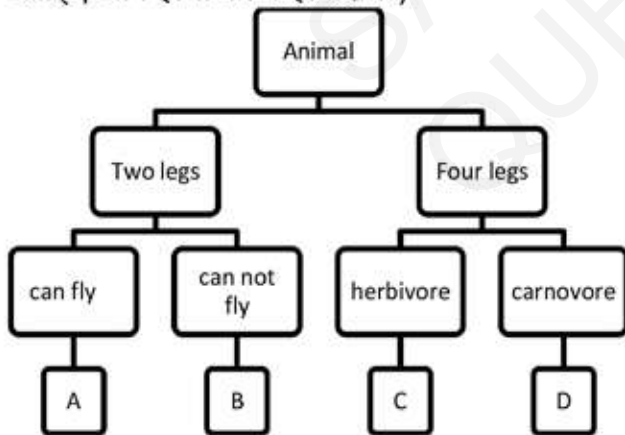 Animal
Two legs
Four legs
can fly
can not
fly
herbivore
carnovore
A
B
C
D